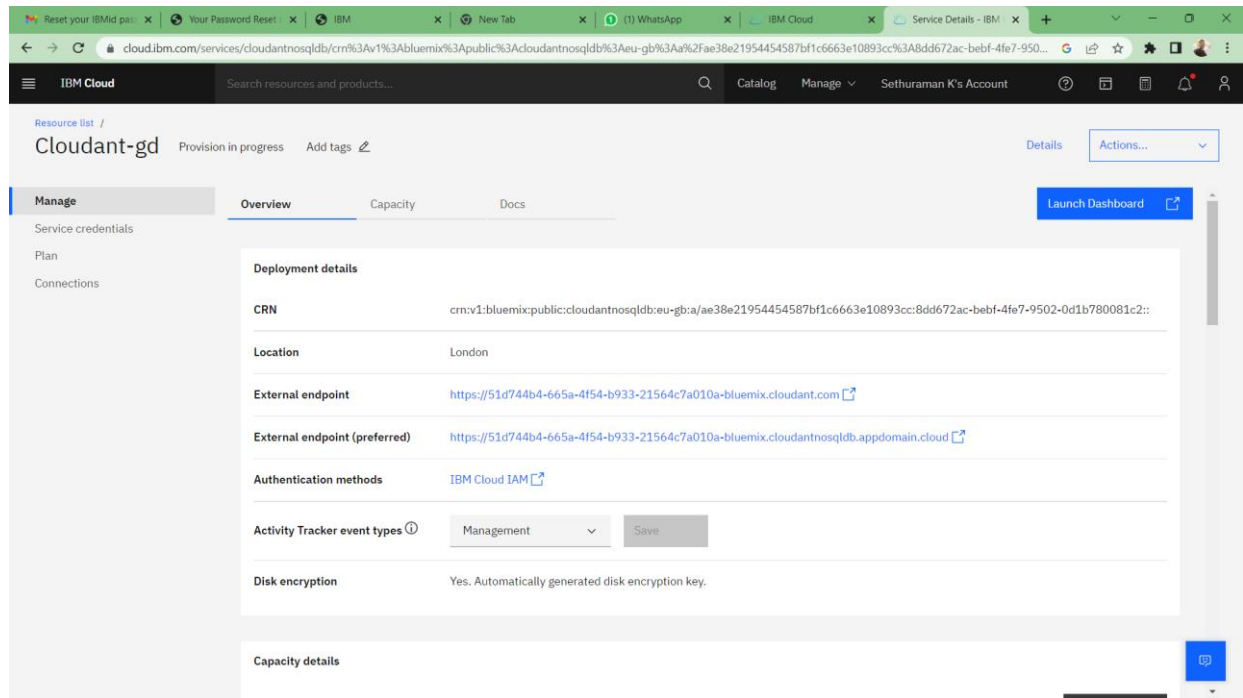 Reset your IBMid pass
Your Password Reset
IBM
New Tab
(1) WhatsApp
IBM Cloud
Service Details - IBM
cloud.ibm.com/services/cloudantnosqldb/crn%3Av1%3Abluemix%3Apublic%3Acloudantnosqldb%3Aeu-gb%3Aa%2Fae38e21954454587bf1c6663e10893cc%3A8dd672ac-bebf-4fe7-950...
IBM Cloud
Search resources and products...
Catalog
Manage
Sethuraman K's Account
Resource list /
Cloudant-gd
Provision in progress
Add tags
Details
Actions...
Manage
Service credentials
Plan
Connections
Overview
Capacity
Docs
Launch Dashboard
Deployment details
CRN crn:v1:bluemix:public:cloudantnosqldb:eu-gb:a/ae38e21954454587bf1c6663e10893cc:8dd672ac-bebf-4fe7-9502-0d1b780081c2::
Location London
External endpoint https://51d744b4-665a-4f54-b933-21564c7a010a-bluemix.cloudant.com
External endpoint (preferred) https://51d744b4-665a-4f54-b933-21564c7a010a-bluemix.cloudantnosqldb.appdomain.cloud
Authentication methods IBM Cloud IAM
Activity Tracker event types Management Save
Disk encryption Yes. Automatically generated disk encryption key.
Capacity details